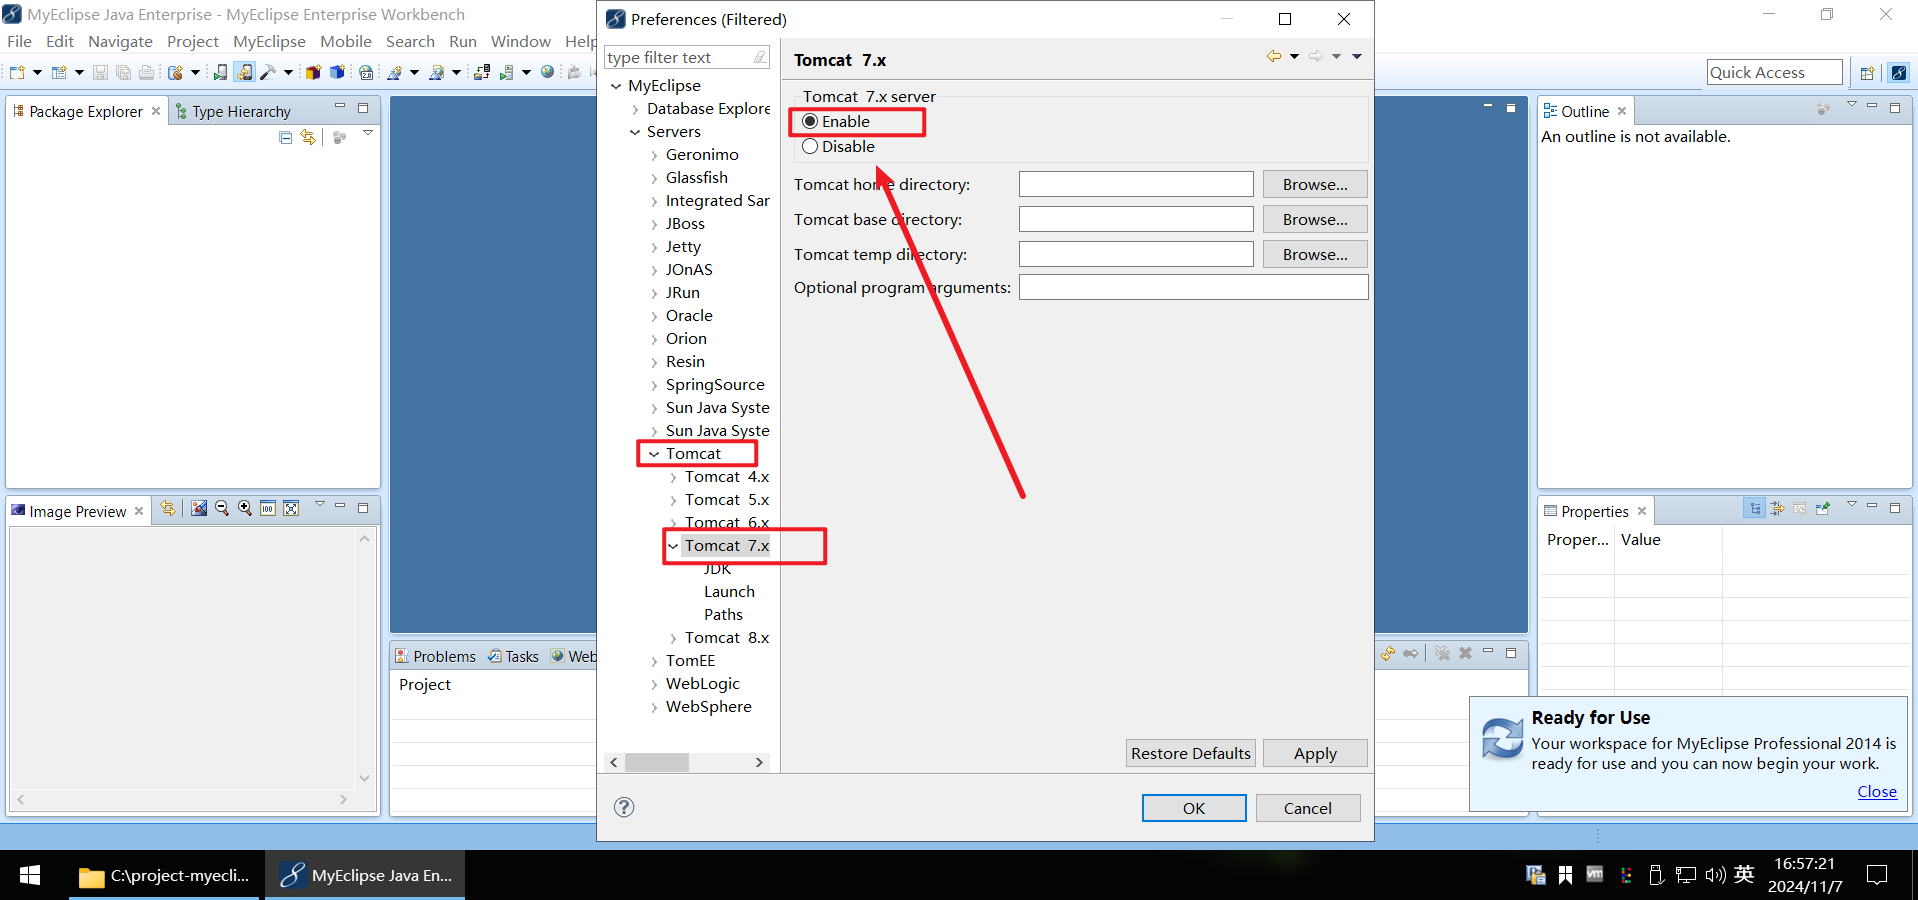 MyEclipse Java Enterprise - MyEclipse Enterprise Workbench
File Edit Navigate Project MyEclipse Mobile Search Run Window Help
Quick Access
Package Explorer
Type Hierarchy
Image Preview
Problems Tasks Web
Project
Outline
An outline is not available.
Properties
Proper... Value
Preferences (Filtered)
type filter text
MyEclipse
Database Explore
Servers
Geronimo
Glassfish
Integrated Sar
JBoss
Jetty
JOnAS
JRun
Oracle
Orion
Resin
SpringSource
Sun Java Syste
Sun Java Syste
Tomcat
Tomcat 4.x
Tomcat 5.x
Tomcat 6.x
Tomcat 7.x
JDK
Launch
Paths
Tomcat 8.x
TomEE
WebLogic
WebSphere
Tomcat 7.x
Tomcat 7.x server
Enable
Disable
Tomcat home directory:
Browse...
Tomcat base directory:
Browse...
Tomcat temp directory:
Browse...
Optional program arguments:
Restore Defaults
Apply
OK
Cancel
Ready for Use
Your workspace for MyEclipse Professional 2014 is
ready for use and you can now begin your work.
Close
C:\project-myecli...
MyEclipse Java En...
英
16:57:21
2024/11/7